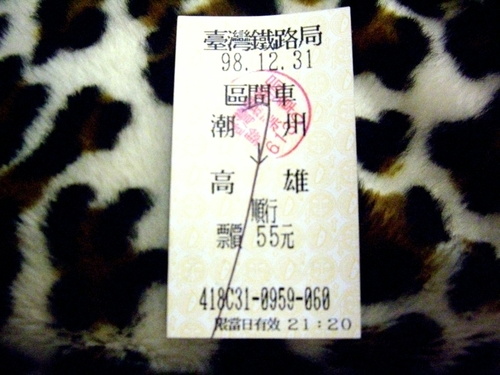 臺灣鐵路局
98.12.31
區間車
潮 州
高 雄
順行
票價 55元
418C31-0959-060
限當日有效 21:20